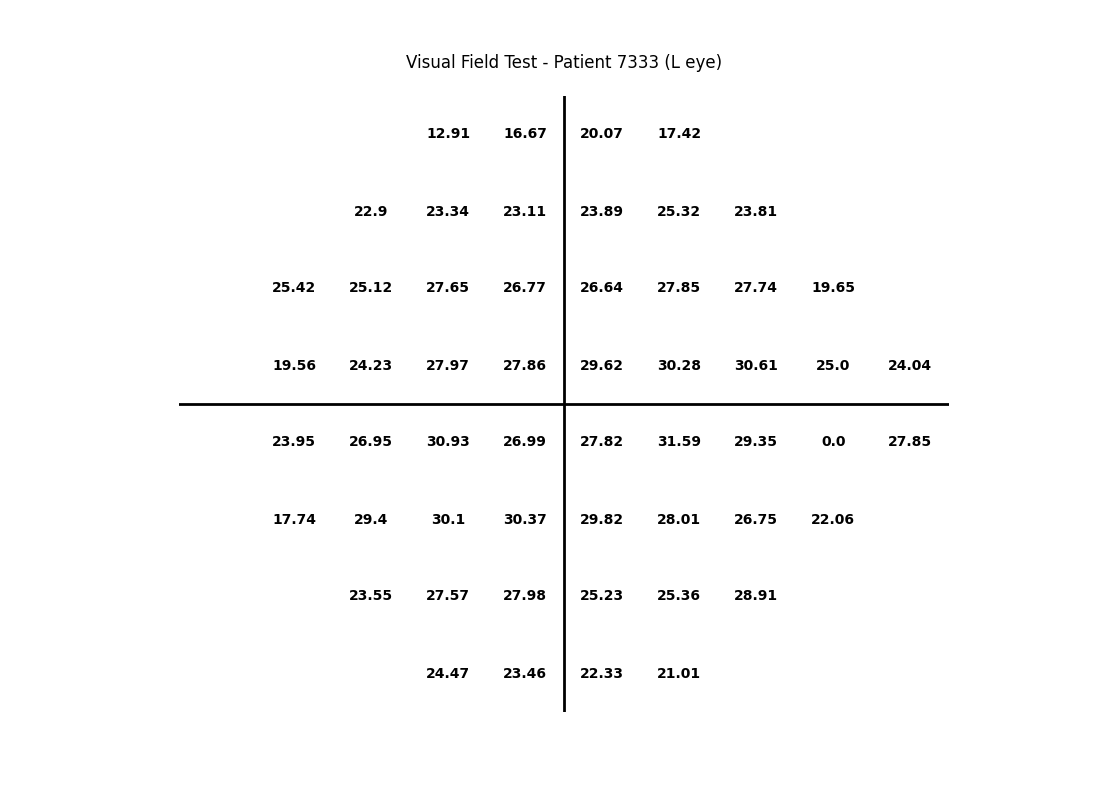 Visual Field Test - Patient 7333 (L eye)
12.91 16.67 20.07 17.42
22.9 23.34 23.11 23.89 25.32 23.81
25.42 25.12 27.65 26.77 26.64 27.85 27.74 19.65
19.56 24.23 27.97 27.86 29.62 30.28 30.61 25.0 24.04
23.95 26.95 30.93 26.99 27.82 31.59 29.35 0.0 27.85
17.74 29.4 30.1 30.37 29.82 28.01 26.75 22.06
23.55 27.57 27.98 25.23 25.36 28.91
24.47 23.46 22.33 21.01